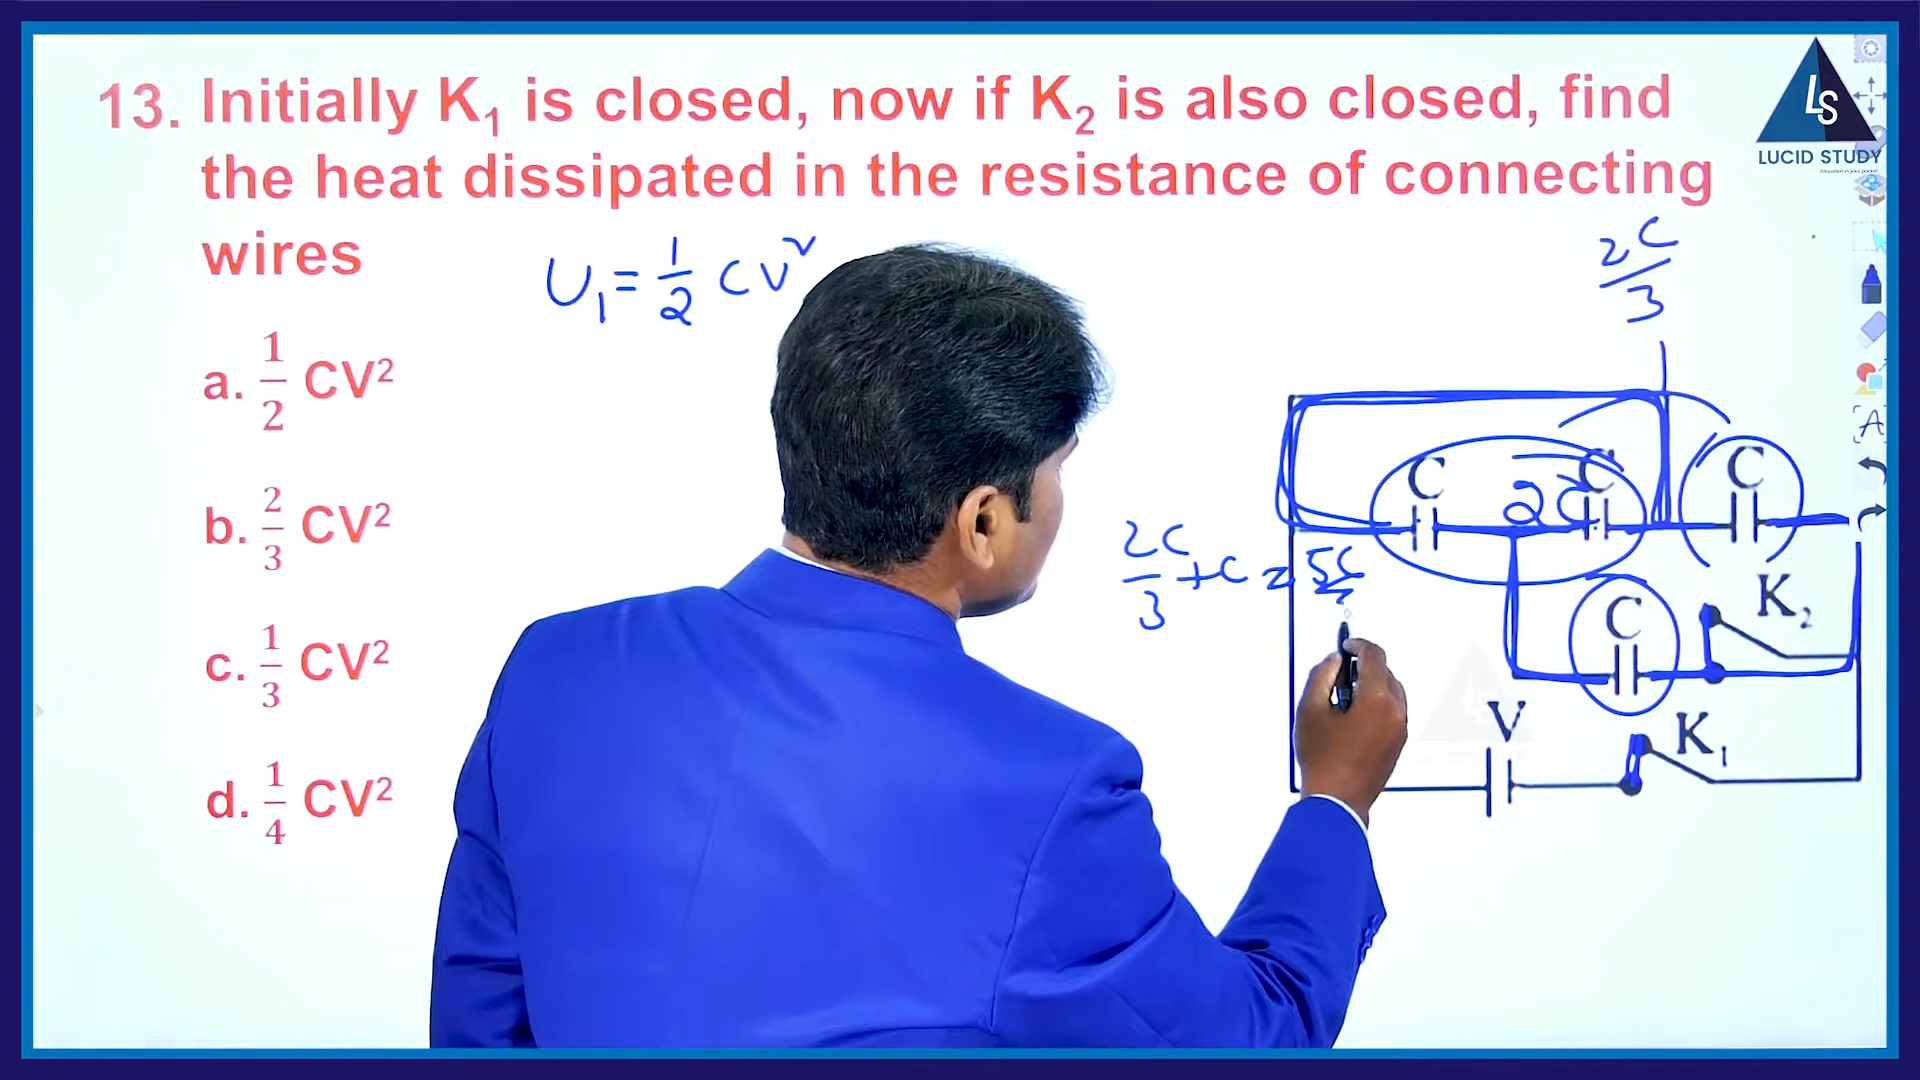 13. Initially K₁ is closed, now if K₂ is also closed, find
the heat dissipated in the resistance of connecting
wires
LS
LUCID STUDY
U₁ = 1/2 CV²
2C/3
a. 1/2 CV²
b. 2/3 CV²
c. 1/3 CV²
d. 1/4 CV²
C
C
C
2C
2C/3 + C = 5C
C
K₂
V
K₁
A